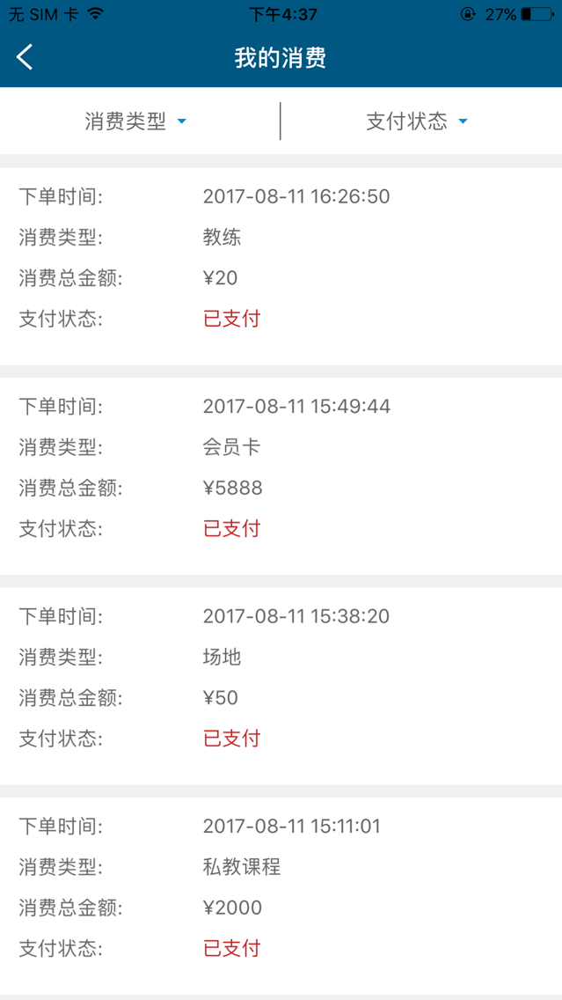 无 SIM 卡 下午4:37 27%
我的消费
消费类型 支付状态
下单时间: 2017-08-11 16:26:50
消费类型: 教练
消费总金额: ¥20
支付状态: 已支付
下单时间: 2017-08-11 15:49:44
消费类型: 会员卡
消费总金额: ¥5888
支付状态: 已支付
下单时间: 2017-08-11 15:38:20
消费类型: 场地
消费总金额: ¥50
支付状态: 已支付
下单时间: 2017-08-11 15:11:01
消费类型: 私教课程
消费总金额: ¥2000
支付状态: 已支付